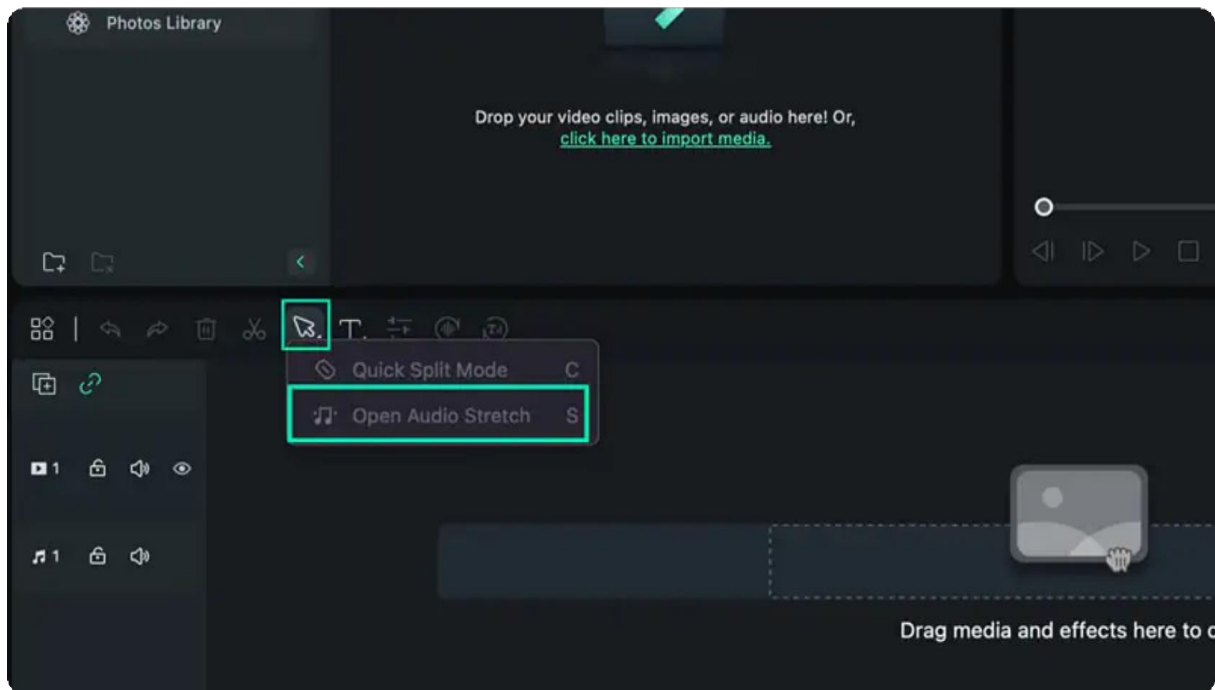 Photos Library
Drop your video clips, images, or audio here! Or,
click here to import media.
T
Quick Split Mode C
Open Audio Stretch S
1
1
Drag media and effects here to c